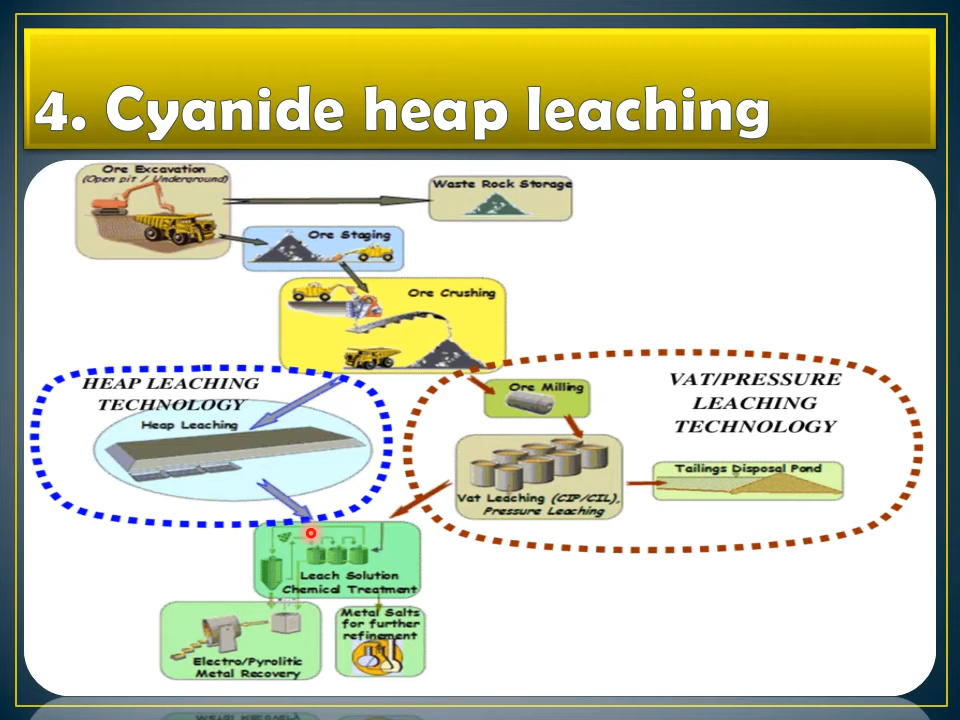 4. Cyanide heap leaching
Ore Excavation
(Open pit / Underground)
Waste Rock Storage
Ore Staging
Ore Crushing
HEAP LEACHING
TECHNOLOGY
Heap Leaching
Ore Milling
VAT/PRESSURE
LEACHING
TECHNOLOGY
Vat Leaching (CIP/CIL),
Pressure Leaching
Tailings Disposal Pond
Leach Solution
Chemical Treatment
Electro/Pyrolitic
Metal Recovery
Metal Salts
for further
refinement